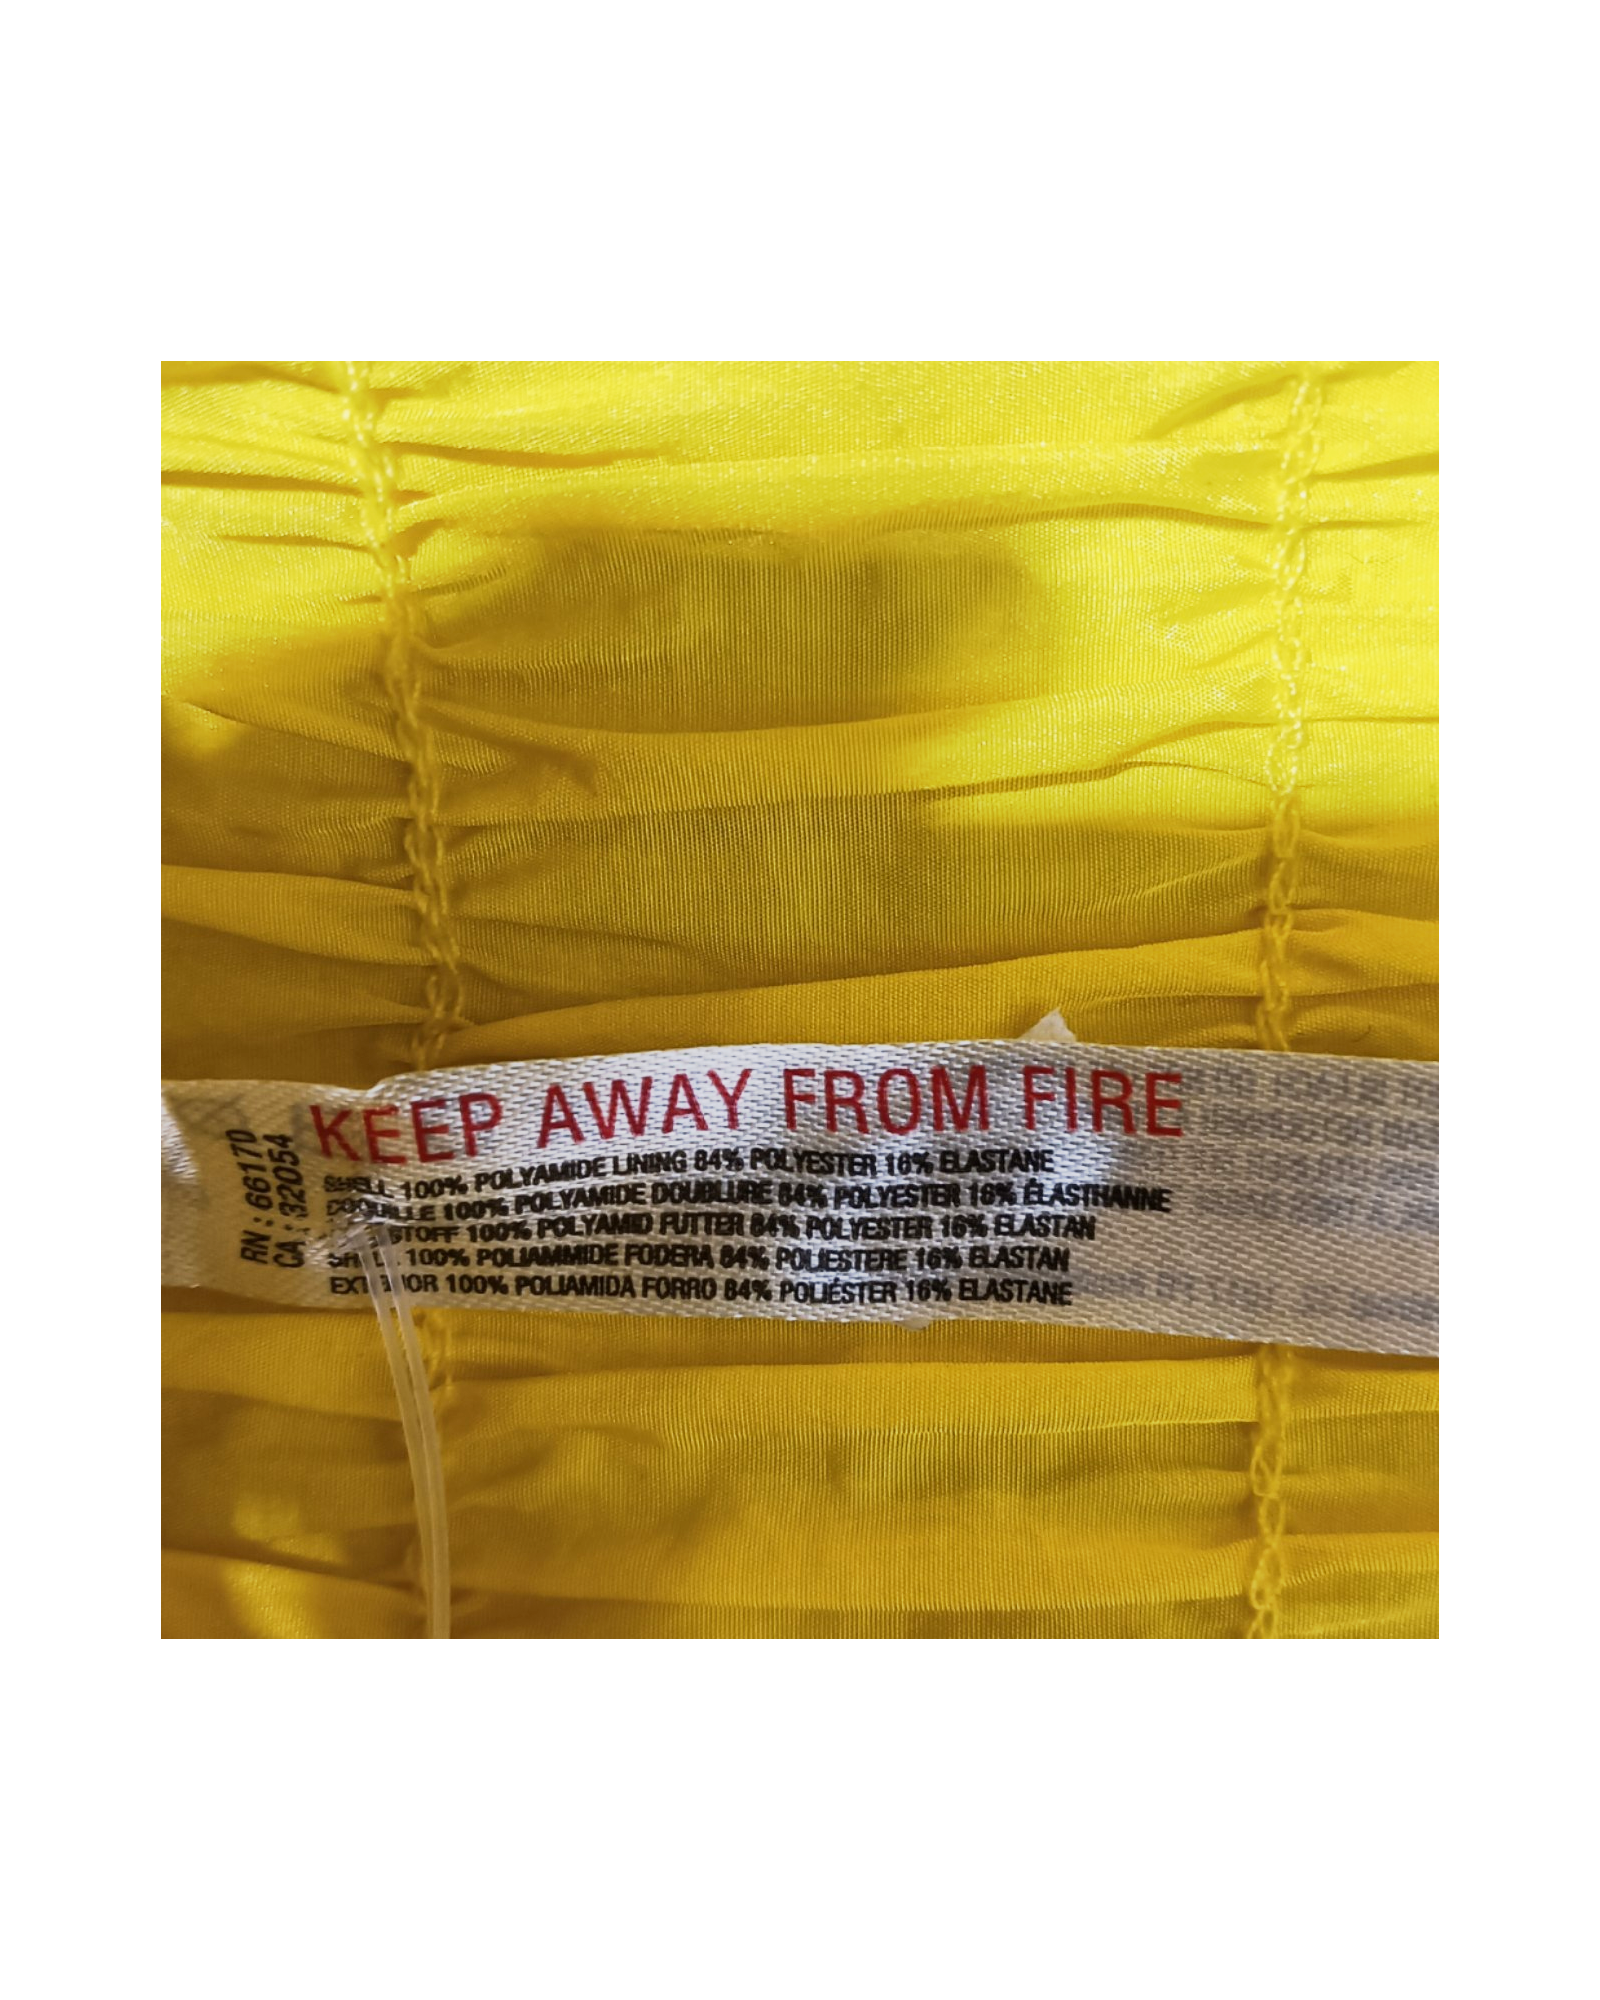 KEEP AWAY FROM FIRE
RN : 66170
CA : 32054
SHELL 100% POLYAMIDE LINING 84% POLYESTER 16% ELASTANE
100% POLYAMIDE DOUBLURE 84% POLYESTER 16% ÉLASTHANNE
100% POLYAMID FUTTER 84% POLYESTER 16% ELASTAN
100% POLIAMMIDE FODERA 84% POLIESTERE 16% ELASTAN
100% POLIAMIDA FORRO 84% POLIÉSTER 16% ELASTANE